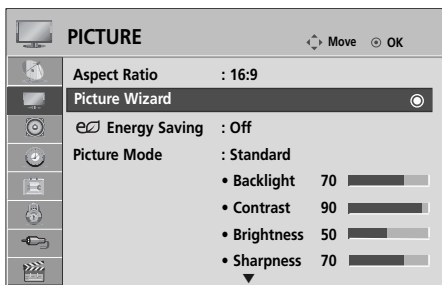 PICTURE
Move OK
Aspect Ratio : 16:9
Picture Wizard
Energy Saving : Off
Picture Mode : Standard
• Backlight 70
• Contrast 90
• Brightness 50
• Sharpness 70